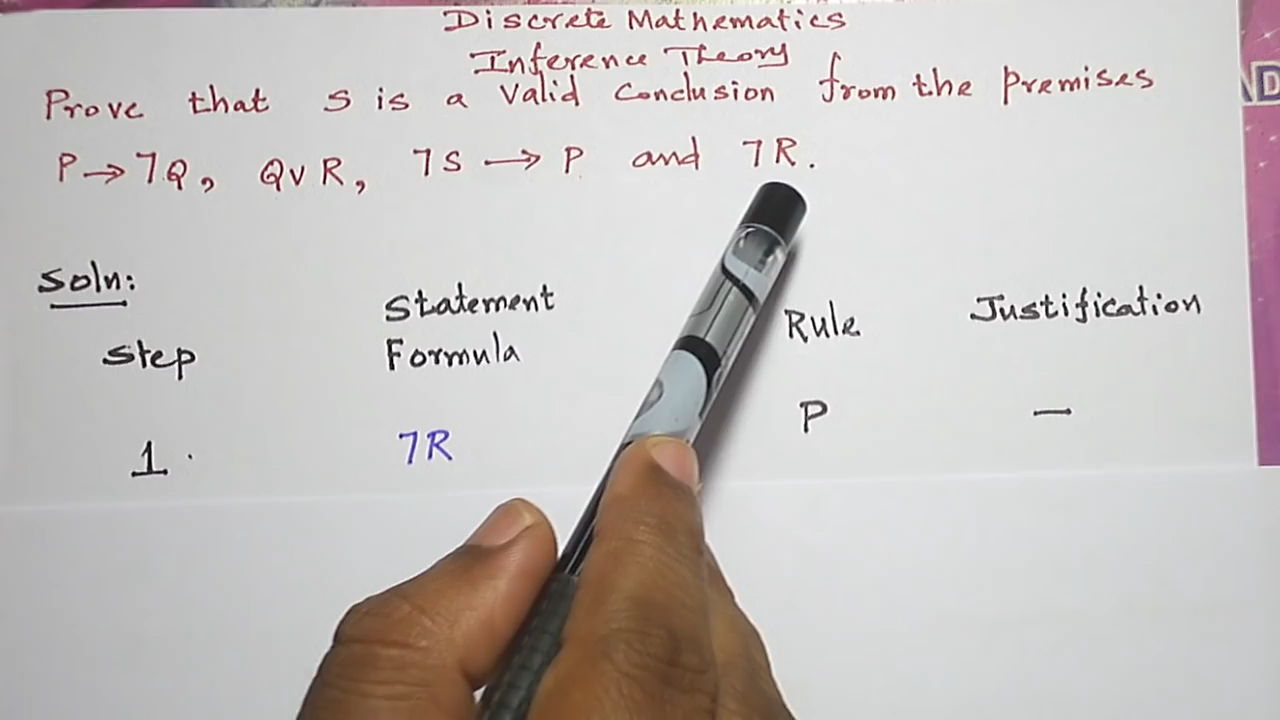 Discrete Mathematics
Inference Theory
Prove that S is a Valid Conclusion from the premises
P→7Q, QVR, 7S → P and 7R.
Soln:
Step Statement Formula Rule Justification
1. 7R P —